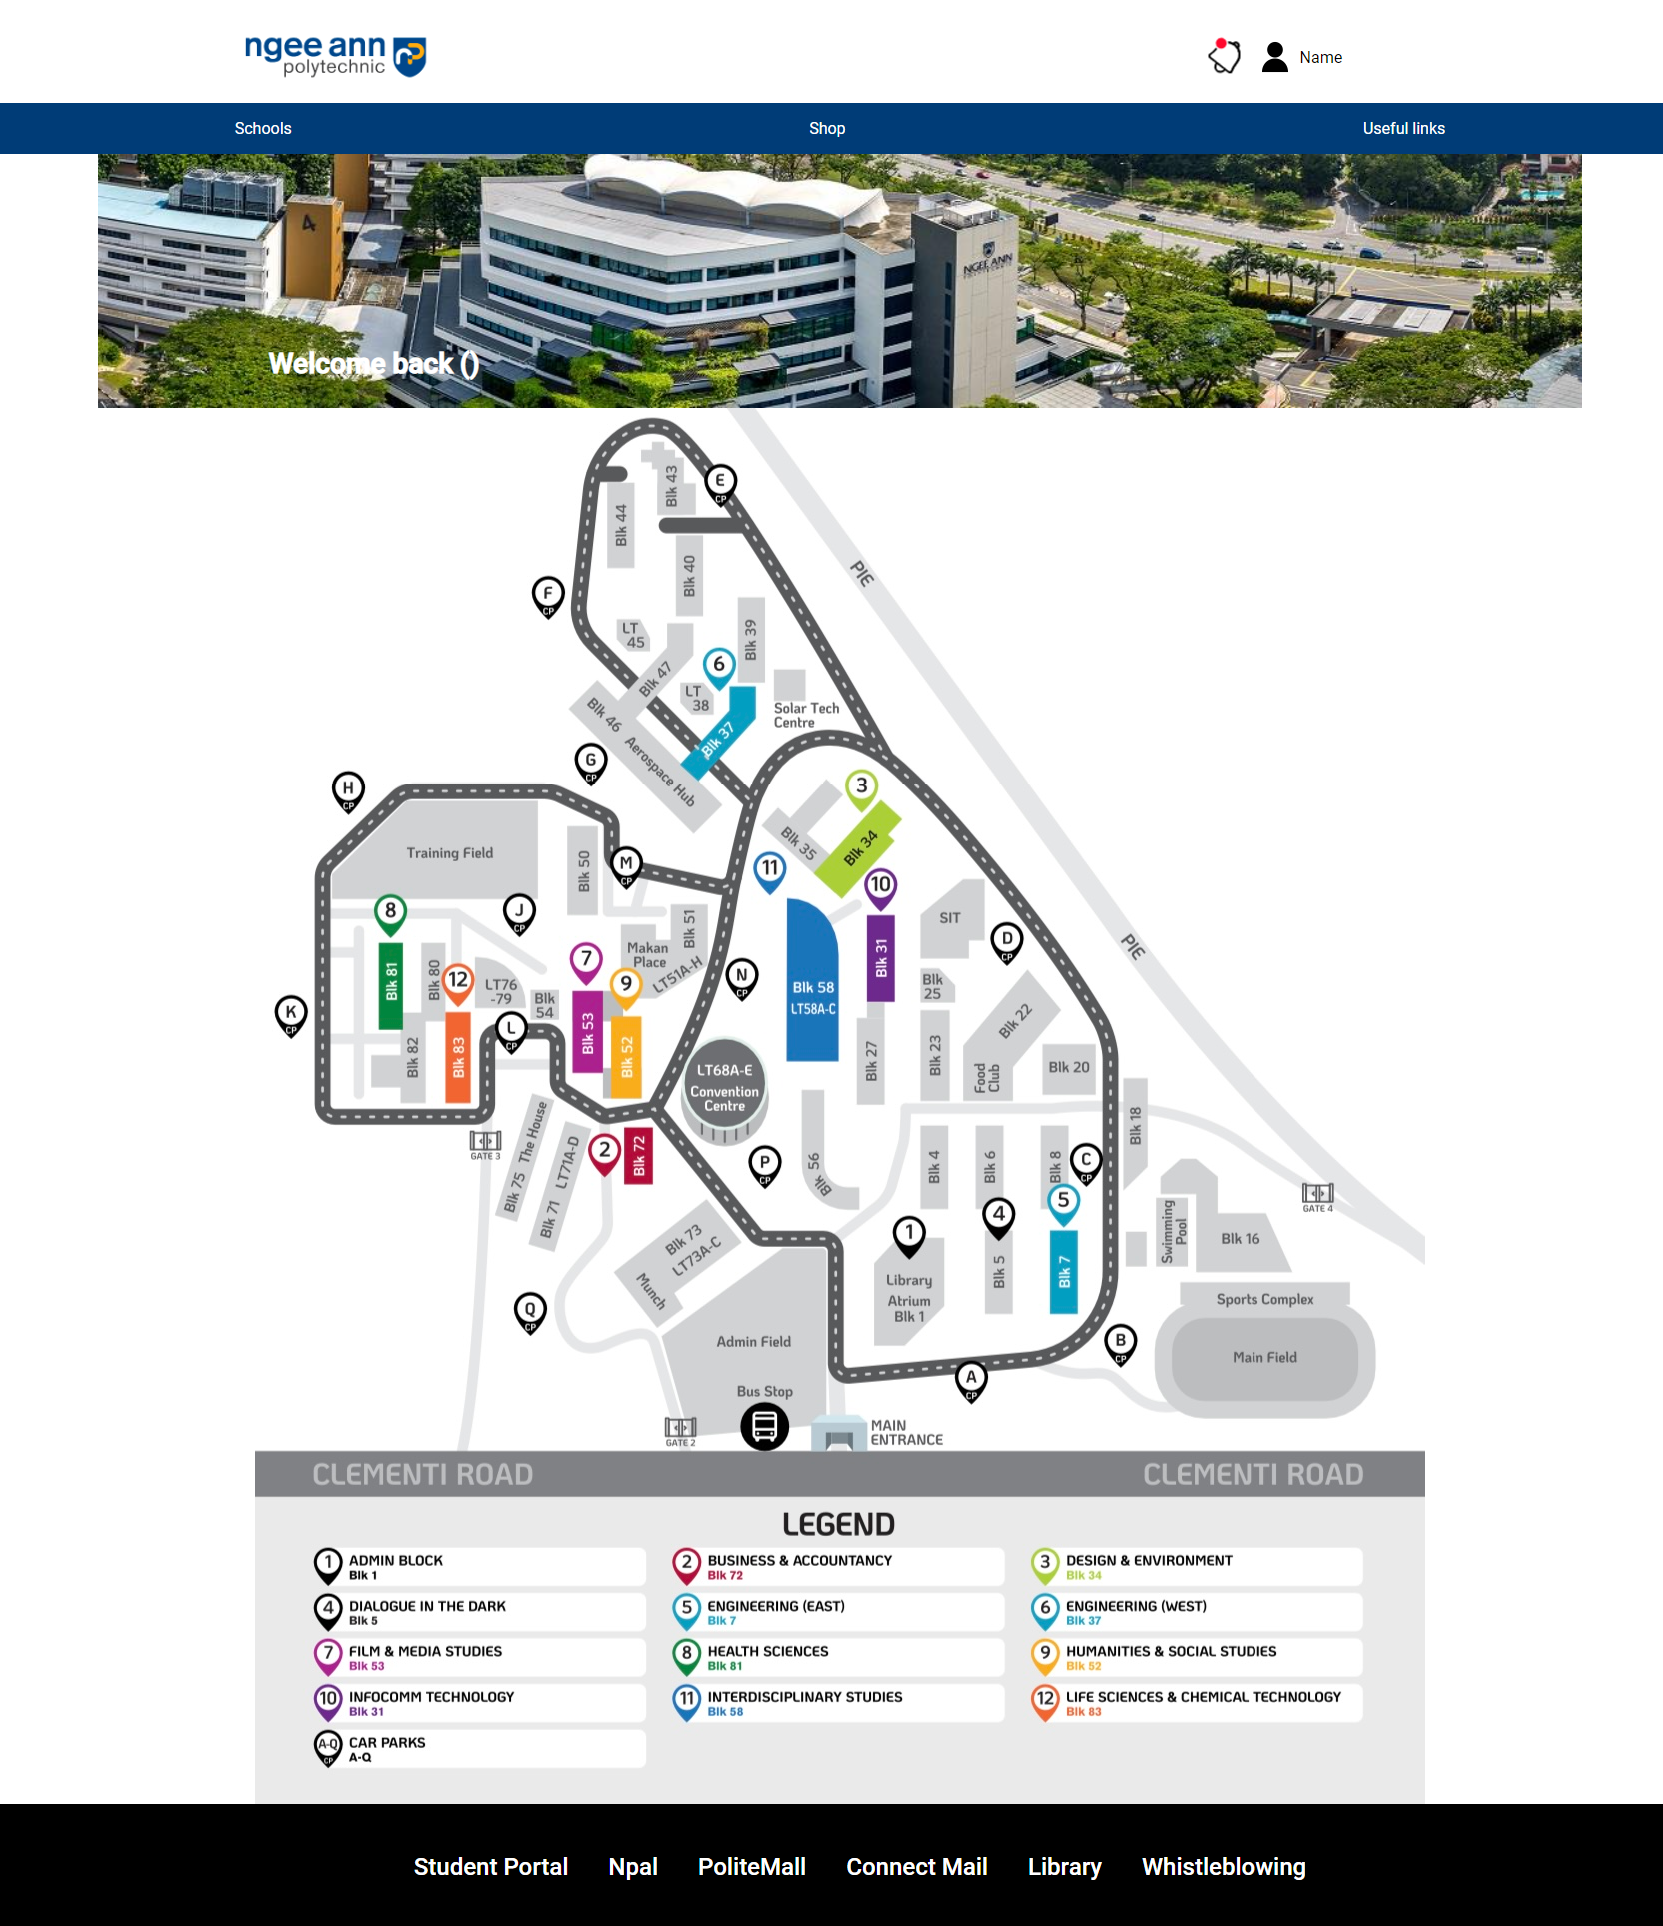 ngee ann
polytechnic
Name
Schools
Shop
Useful links
4
NGEE ANN
Welcome back ()
Blk 43
E
CP
Blk 44
PIE
Blk 40
F
CP
LT
45
Blk 39
6
Blk 47
LT
38
Solar Tech
Centre
Blk 46
Aerospace Hub
Blk 37
G
CP
H
CP
3
Training Field
Blk 35
Blk 34
Blk 50
M
CP
11
10
8
J
CP
Blk 51
SIT
D
CP
PIE
Makan
Place
LT51A-H
7
N
CP
Blk 31
Blk 81
Blk 80
12
LT76
-79
9
Blk 58
LT58A-C
Blk
25
Blk
54
K
CP
L
CP
Blk 22
Blk 53
Blk 52
Blk 82
Blk 83
Blk 27
Blk 23
Food
Club
Blk 20
LT68A-E
Convention
Centre
Blk 18
GATE 3
Blk 75 The House
Blk 71 LT71A-D
2
Blk 72
P
CP
Blk 56
Blk 4
Blk 6
Blk 8
C
CP
5
GATE 4
1
4
Swimming
Pool
Blk 16
Blk 73
LT73A-C
Munch
Library
Atrium
Blk 1
Blk 5
Blk 7
Sports Complex
Q
CP
Admin Field
B
CP
Main Field
A
CP
Bus Stop
GATE 2
MAIN
ENTRANCE
CLEMENTI ROAD
CLEMENTI ROAD
LEGEND
1 ADMIN BLOCK
Blk 1
2 BUSINESS & ACCOUNTANCY
Blk 72
3 DESIGN & ENVIRONMENT
Blk 34
4 DIALOGUE IN THE DARK
Blk 5
5 ENGINEERING (EAST)
Blk 7
6 ENGINEERING (WEST)
Blk 37
7 FILM & MEDIA STUDIES
Blk 53
8 HEALTH SCIENCES
Blk 81
9 HUMANITIES & SOCIAL STUDIES
Blk 52
10 INFOCOMM TECHNOLOGY
Blk 31
11 INTERDISCIPLINARY STUDIES
Blk 58
12 LIFE SCIENCES & CHEMICAL TECHNOLOGY
Blk 83
A-Q CP CAR PARKS
A-Q
Student Portal
Npal
PoliteMall
Connect Mail
Library
Whistleblowing